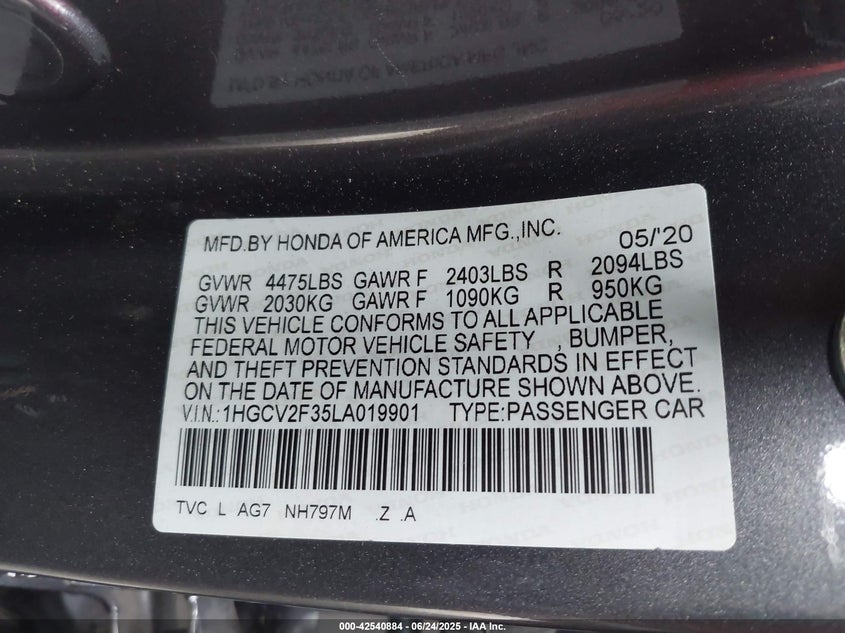 MFD.BY HONDA OF AMERICA MFG.,INC. 05/'20
GVWR 4475LBS GAWR F 2403LBS R 2094LBS
GVWR 2030KG GAWR F 1090KG R 950KG
THIS VEHICLE CONFORMS TO ALL APPLICABLE
FEDERAL MOTOR VEHICLE SAFETY , BUMPER,
AND THEFT PREVENTION STANDARDS IN EFFECT
ON THE DATE OF MANUFACTURE SHOWN ABOVE.
V.I.N.:1HGCV2F35LA019901 TYPE:PASSENGER CAR
TVC L AG7 NH797M .Z .A
000-42540884 | 06/24/2025 | IAA Inc.